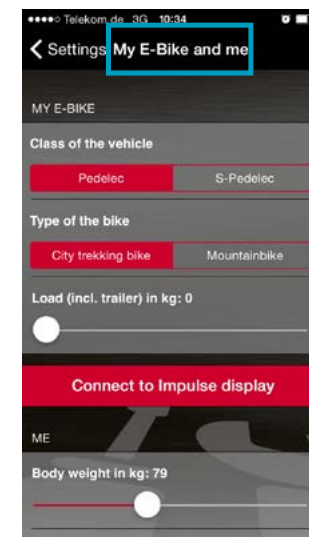 Telekom.de 3G 10:34
Settings My E-Bike and me
MY E-BIKE
Class of the vehicle
Pedelec S-Pedelec
Type of the bike
City trekking bike Mountainbike
Load (incl. trailer) in kg: 0
Connect to Impulse display
ME
Body weight in kg: 79